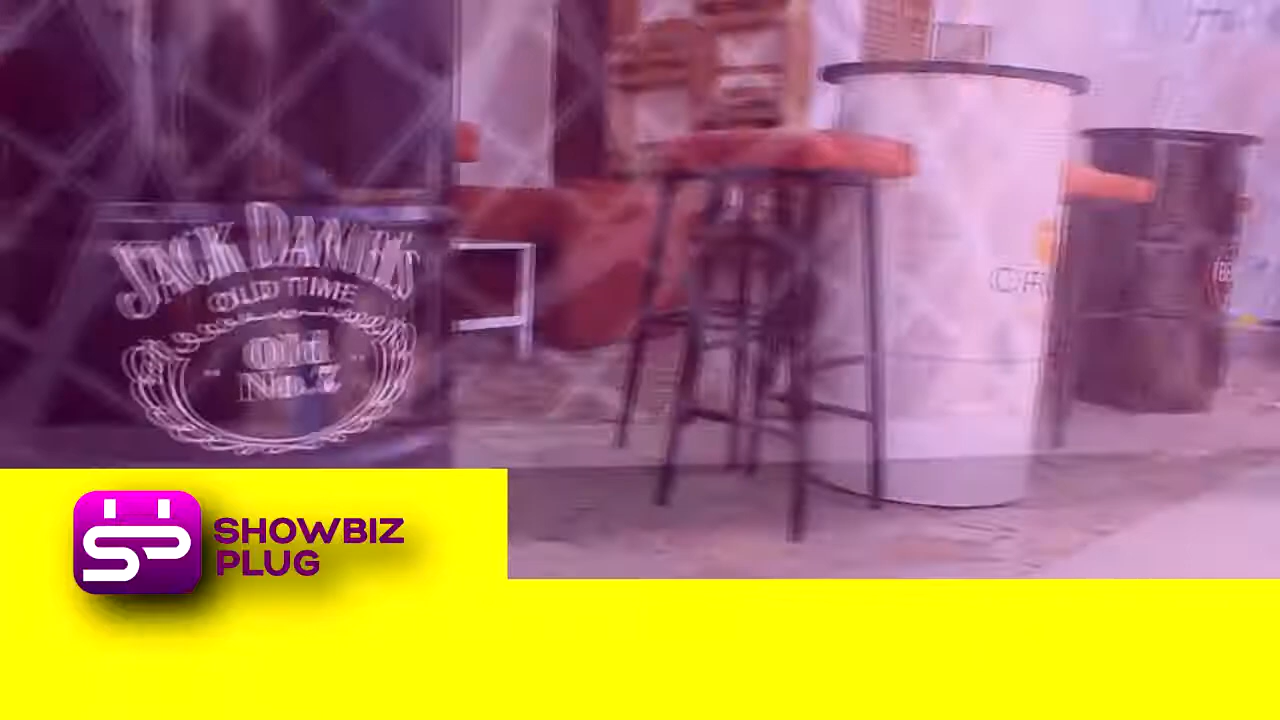 JACK DANIEL'S
OLD TIME
Old
No.7
SHOWBIZ
PLUG